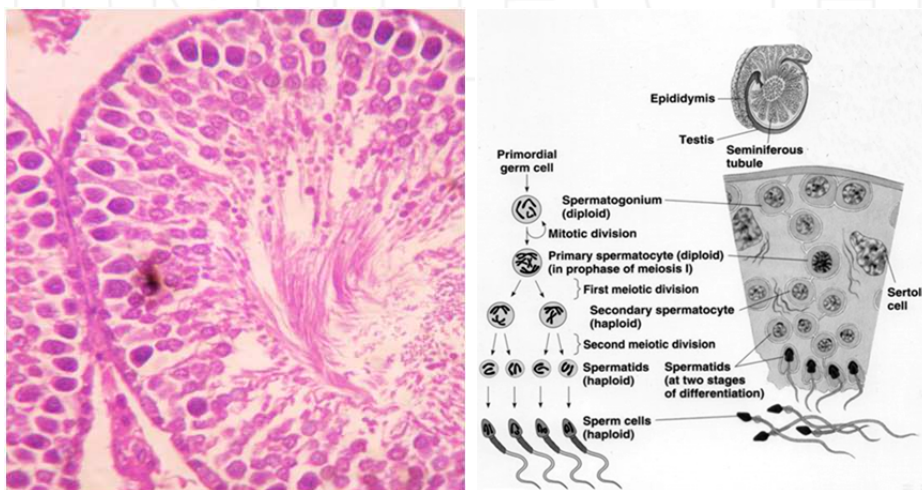 Epididymis
Testis
Seminiferous
tubule
Primordial
germ cell
Spermatogonium
(diploid)
Mitotic division
Primary spermatocyte (diploid)
(in prophase of meiosis I)
First meiotic division
Secondary spermatocyte
(haploid)
Sertoli
cell
Second meiotic division
Spermatids
(haploid)
Spermatids
(at two stages
of differentiation)
Sperm cells
(haploid)